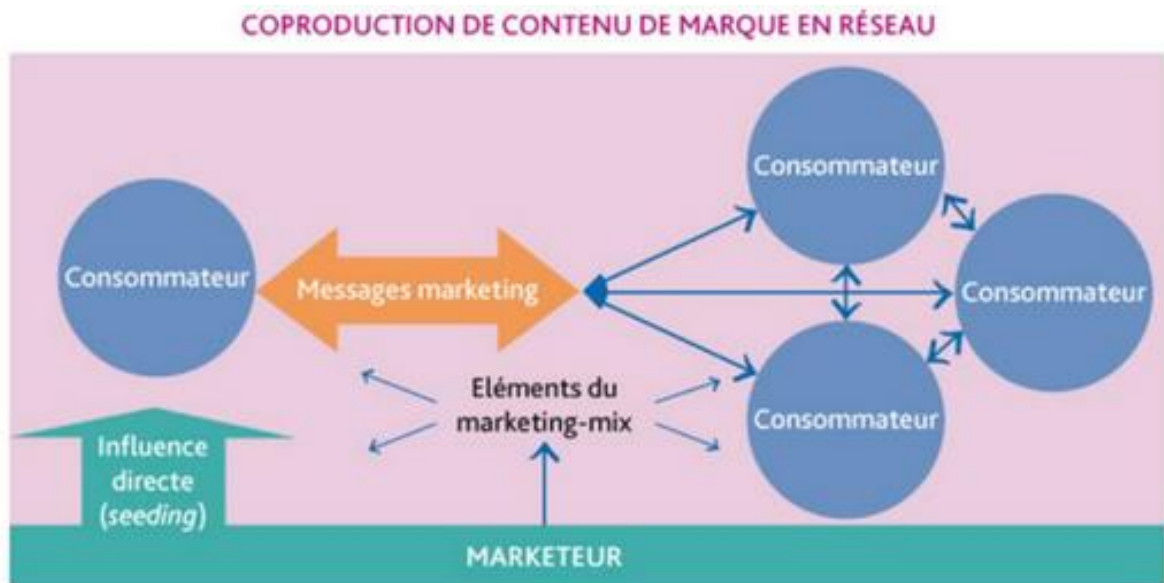 COPRODUCTION DE CONTENU DE MARQUE EN RÉSEAU
Consommateur
Consommateur
Messages marketing
Consommateur
Eléments du
marketing-mix
Consommateur
Influence
directe
(seeding)
MARKETEUR